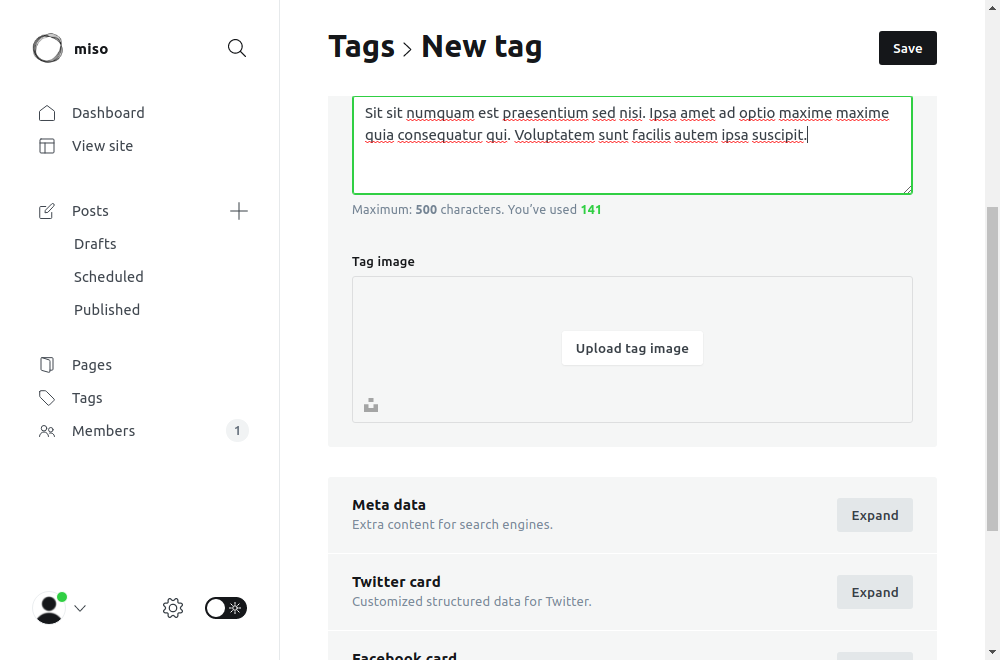 miso
Tags > New tag
Save
Dashboard
View site
Posts
Drafts
Scheduled
Published
Pages
Tags
Members
1
Sit sit numquam est praesentium sed nisi. Ipsa amet ad optio maxime maxime
quia consequatur qui. Voluptatem sunt facilis autem ipsa suscipit.
Maximum: 500 characters. You’ve used 141
Tag image
Upload tag image
Meta data
Extra content for search engines.
Expand
Twitter card
Customized structured data for Twitter.
Expand
Facebook card